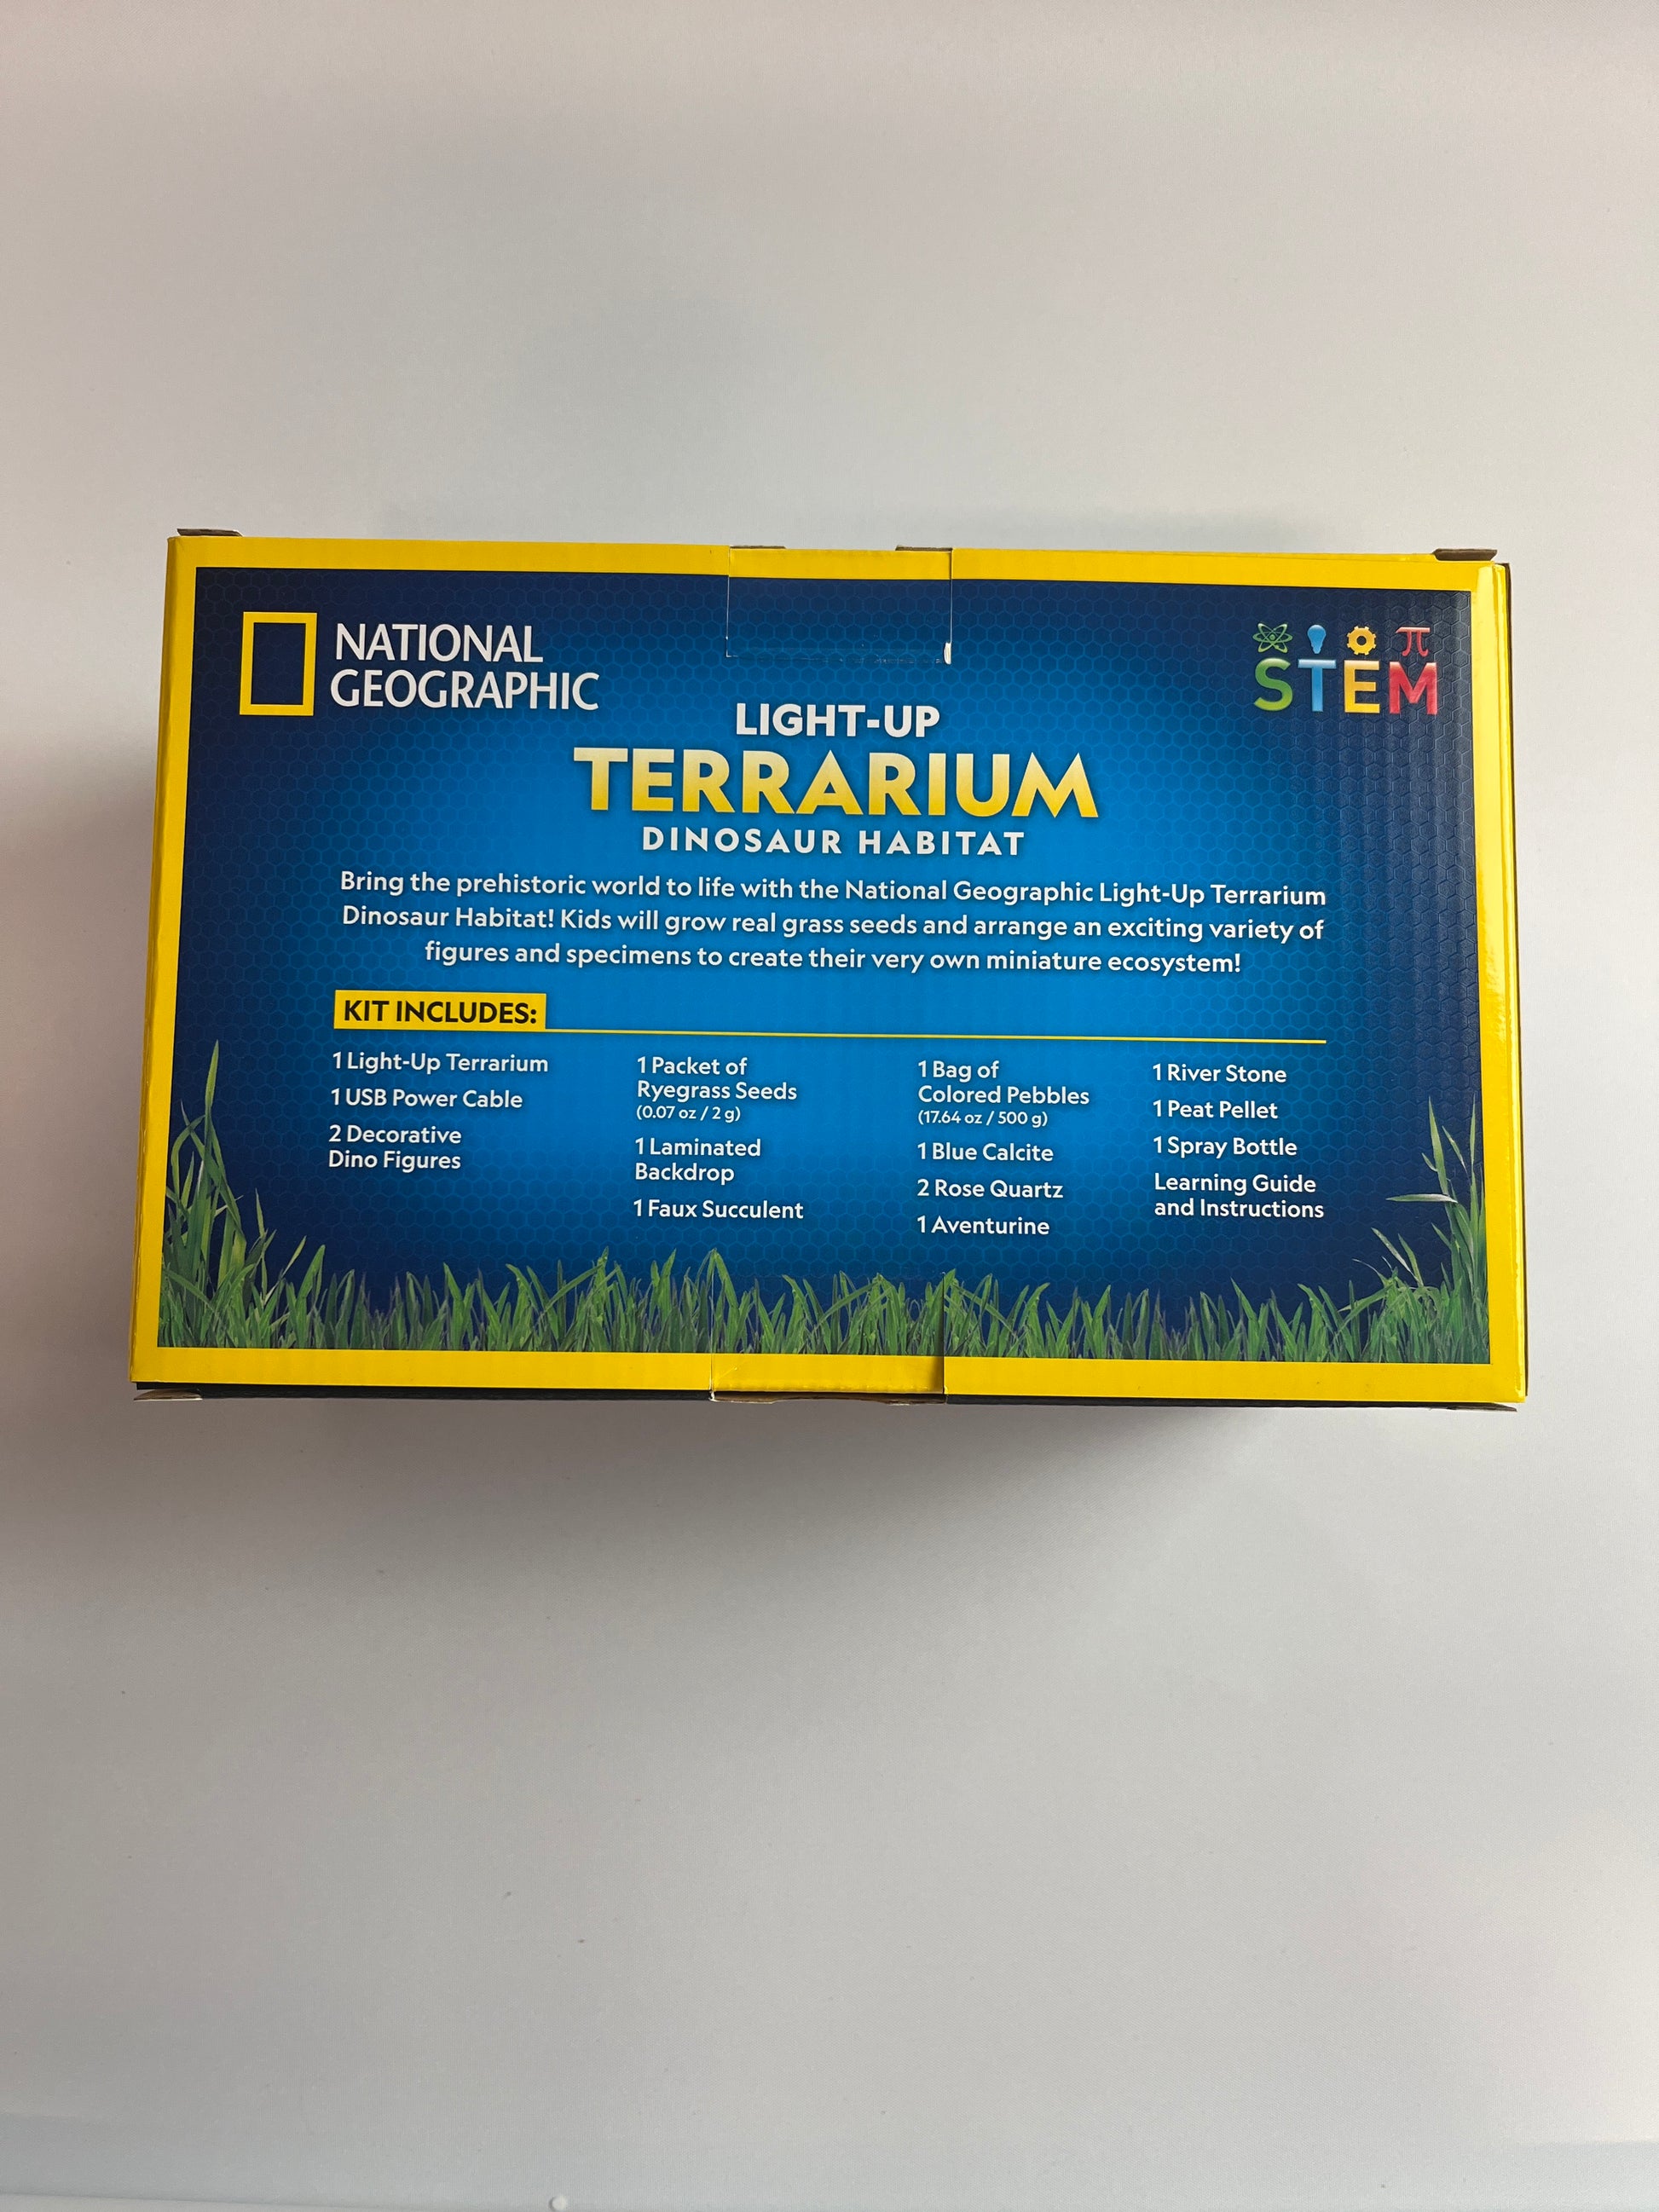 NATIONAL
GEOGRAPHIC
STEM
LIGHT-UP
TERRARIUM
DINOSAUR HABITAT
Bring the prehistoric world to life with the National Geographic Light-Up Terrarium
Dinosaur Habitat! Kids will grow real grass seeds and arrange an exciting variety of
figures and specimens to create their very own miniature ecosystem!
KIT INCLUDES:
1 Light-Up Terrarium
1 USB Power Cable
2 Decorative
Dino Figures
1 Packet of
Ryegrass Seeds
(0.07 oz / 2 g)
1 Laminated
Backdrop
1 Faux Succulent
1 Bag of
Colored Pebbles
(17.64 oz / 500 g)
1 Blue Calcite
2 Rose Quartz
1 Aventurine
1 River Stone
1 Peat Pellet
1 Spray Bottle
Learning Guide
and Instructions